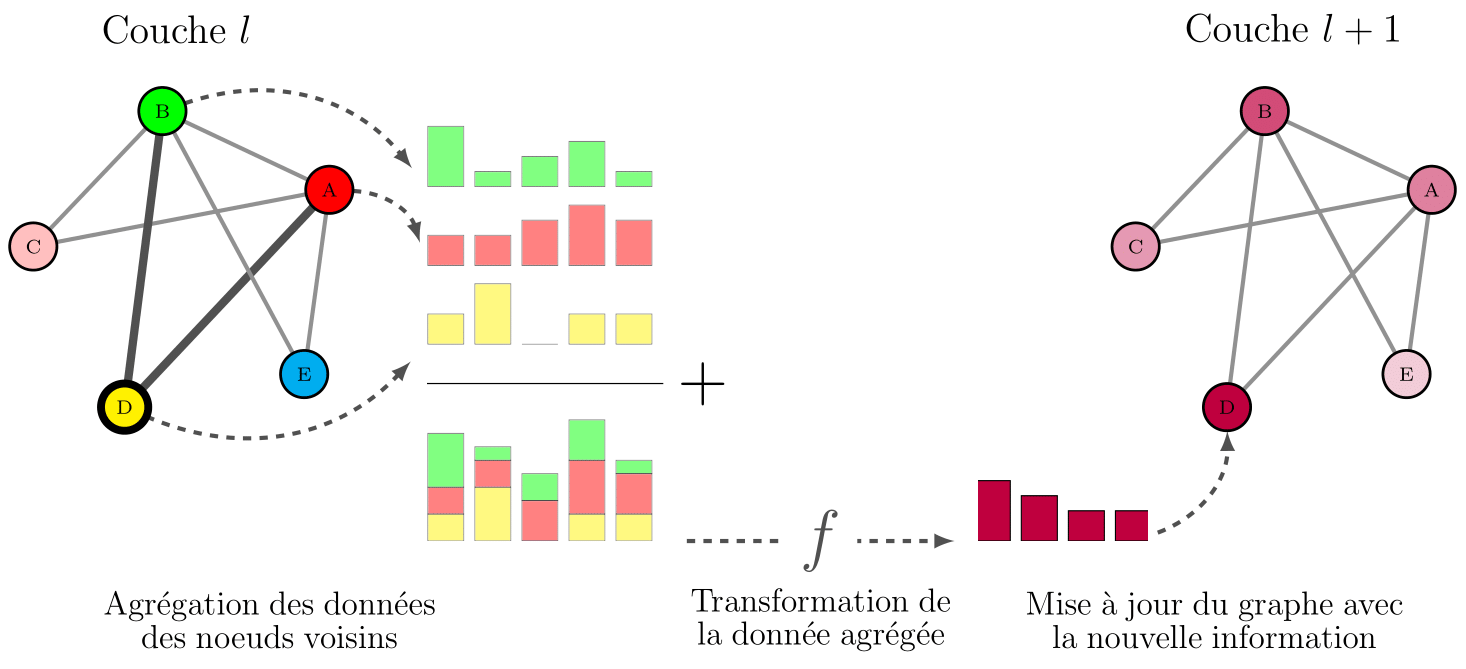 Couche l
Couche l + 1
B
A
C
E
D
B
A
C
E
D
+
f
Agrégation des données
des noeuds voisins
Transformation de
la donnée agrégée
Mise à jour du graphe avec
la nouvelle information